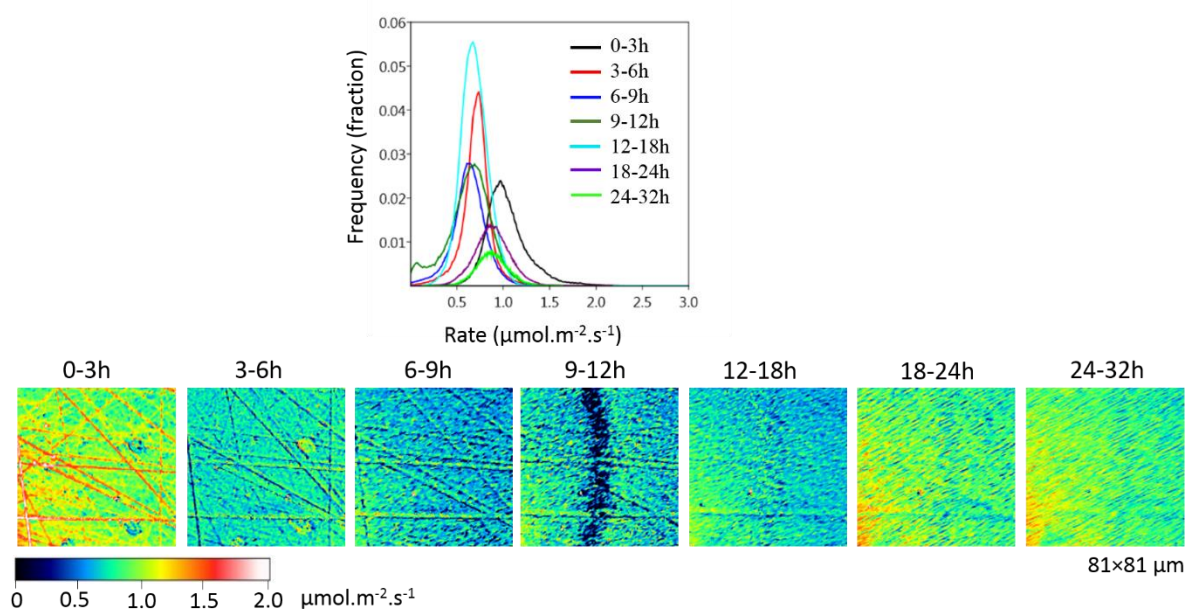 0.06
0.05
0.04
0.03
0.02
0.01
Frequency (fraction)
0-3h
3-6h
6-9h
9-12h
12-18h
18-24h
24-32h
0.5 1.0 1.5 2.0 2.5 3.0
Rate (μmol.m⁻².s⁻¹)
0-3h 3-6h 6-9h 9-12h 12-18h 18-24h 24-32h
81×81 μm
0 0.5 1.0 1.5 2.0 μmol.m⁻².s⁻¹